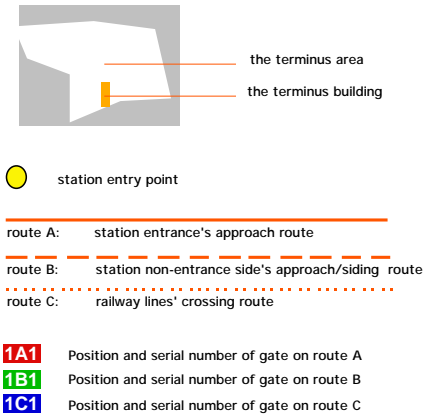 the terminus area
the terminus building
station entry point
route A: station entrance's approach route
route B: station non-entrance side's approach/siding route
route C: railway lines' crossing route
1A1 Position and serial number of gate on route A
1B1 Position and serial number of gate on route B
1C1 Position and serial number of gate on route C